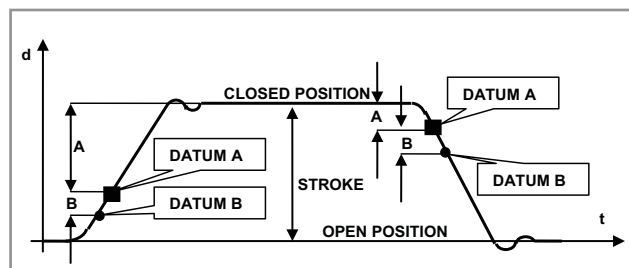 d
CLOSED POSITION
A
DATUM A
A
DATUM A
B
DATUM B
B
DATUM B
STROKE
OPEN POSITION
t